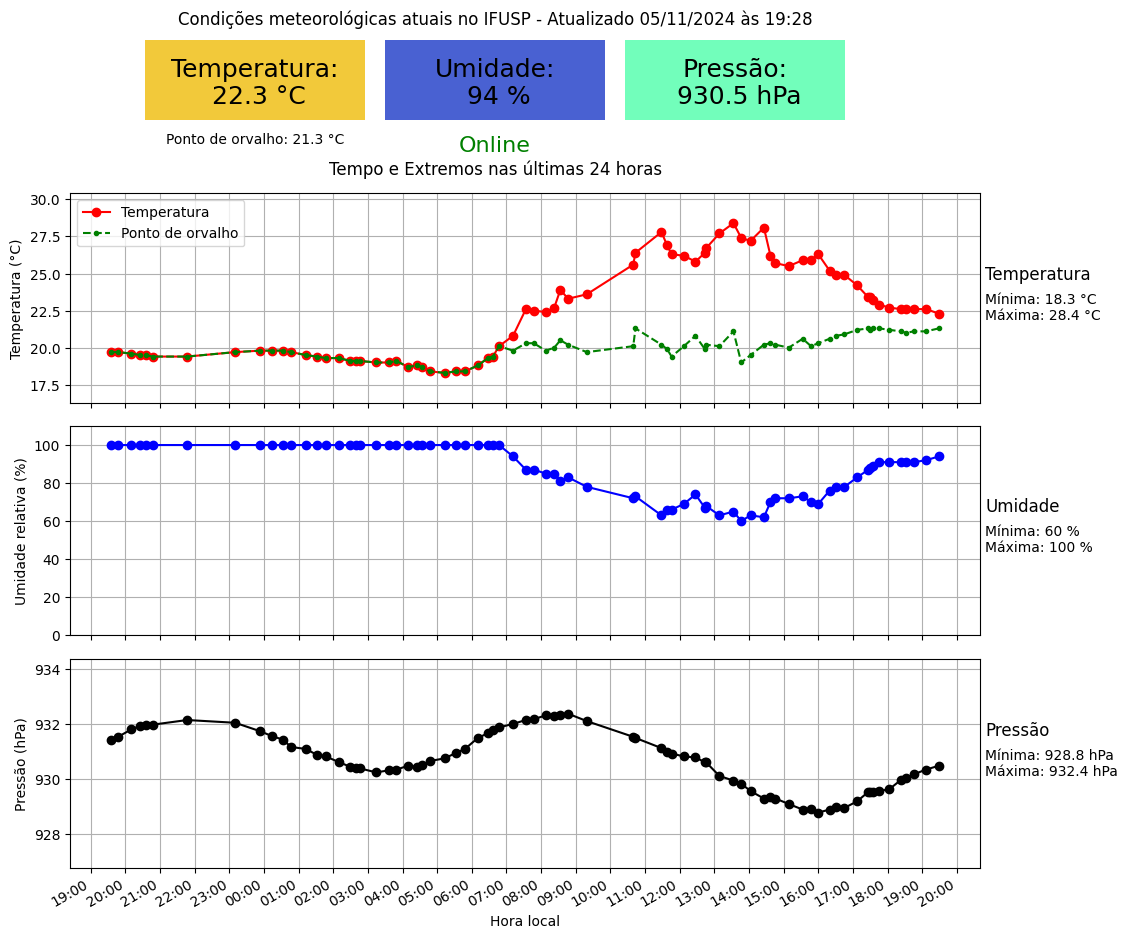 Condições meteorológicas atuais no IFUSP - Atualizado 05/11/2024 às 19:28
Temperatura:
22.3 °C
Umidade:
94 %
Pressão:
930.5 hPa
Ponto de orvalho: 21.3 °C
Online
Tempo e Extremos nas últimas 24 horas
Temperatura
Ponto de orvalho
Temperatura (°C)
30.0
27.5
25.0
22.5
20.0
17.5
Temperatura
Mínima: 18.3 °C
Máxima: 28.4 °C
Umidade relativa (%)
100
80
60
40
20
0
Umidade
Mínima: 60 %
Máxima: 100 %
Pressão (hPa)
934
932
930
928
Pressão
Mínima: 928.8 hPa
Máxima: 932.4 hPa
19:00 20:00 21:00 22:00 23:00 00:00 01:00 02:00 03:00 04:00 05:00 06:00 07:00 08:00 09:00 10:00 11:00 12:00 13:00 14:00 15:00 16:00 17:00 18:00 19:00 20:00
Hora local